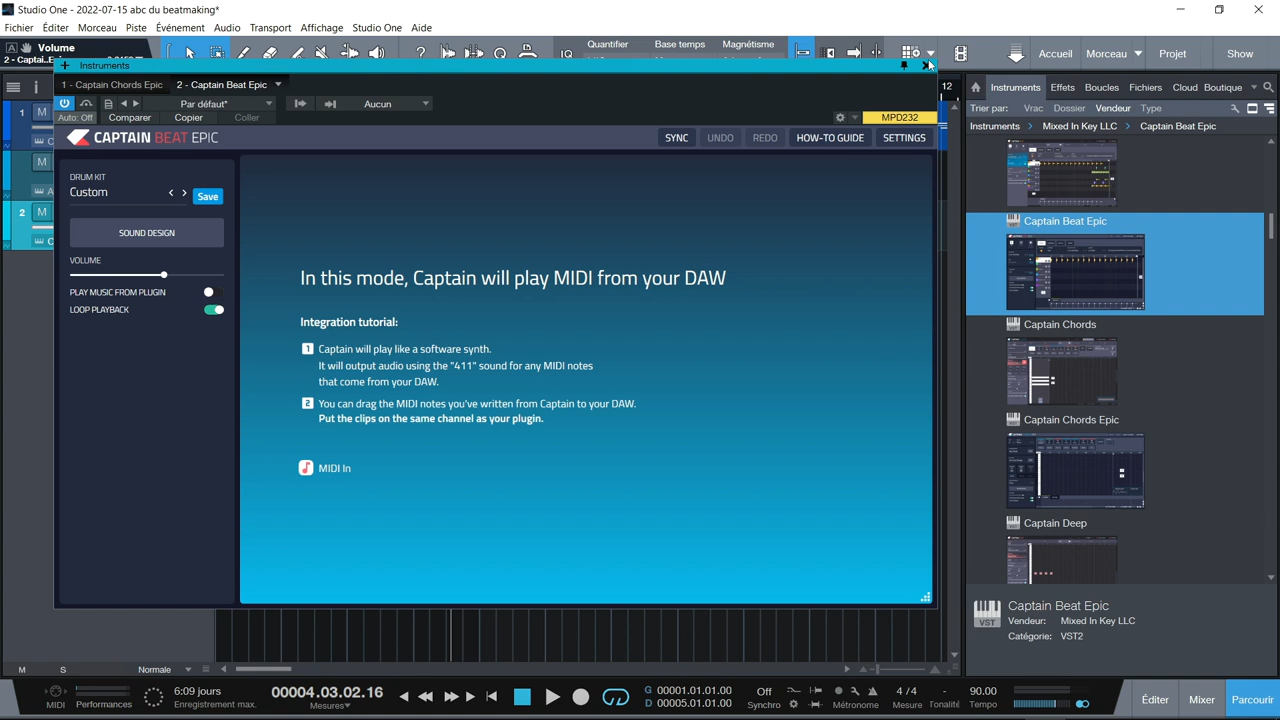 Studio One - 2022-07-15 abc du beatmaking*
Fichier Éditer Morceau Piste Évènement Audio Transport Affichage Studio One Aide
Volume
2 - Captai..Epic
IQ
Quantifier Base temps Magnétisme
Accueil Morceau Projet Show
Instruments
1 - Captain Chords Epic 2 - Captain Beat Epic
12
Par défaut* Aucun
Auto: Off Comparer Copier Coller
MPD232
CAPTAIN BEAT EPIC
SYNC UNDO REDO HOW-TO GUIDE SETTINGS
DRUM KIT
Custom
Save
SOUND DESIGN
VOLUME
PLAY MUSIC FROM PLUGIN
LOOP PLAYBACK
In this mode, Captain will play MIDI from your DAW
Integration tutorial:
1 Captain will play like a software synth.
It will output audio using the "411" sound for any MIDI notes
that come from your DAW.
2 You can drag the MIDI notes you've written from Captain to your DAW.
Put the clips on the same channel as your plugin.
MIDI In
1 M
M
2 M
Instruments Effets Boucles Fichiers Cloud Boutique
Trier par: Vrac Dossier Vendeur Type
Instruments Mixed In Key LLC Captain Beat Epic
Captain Beat Epic
Captain Chords
Captain Chords Epic
Captain Deep
Captain Beat Epic
Vendeur: Mixed In Key LLC
Catégorie: VST2
VST
M S Normale
MIDI Performances
6:09 jours
Enregistrement max.
00004.03.02.16
Mesures
G 00001.01.01.00
D 00005.01.01.00
Off
Synchro
Métronome
4 / 4
Mesure
-
Tonalité
90.00
Tempo
Éditer Mixer Parcourir